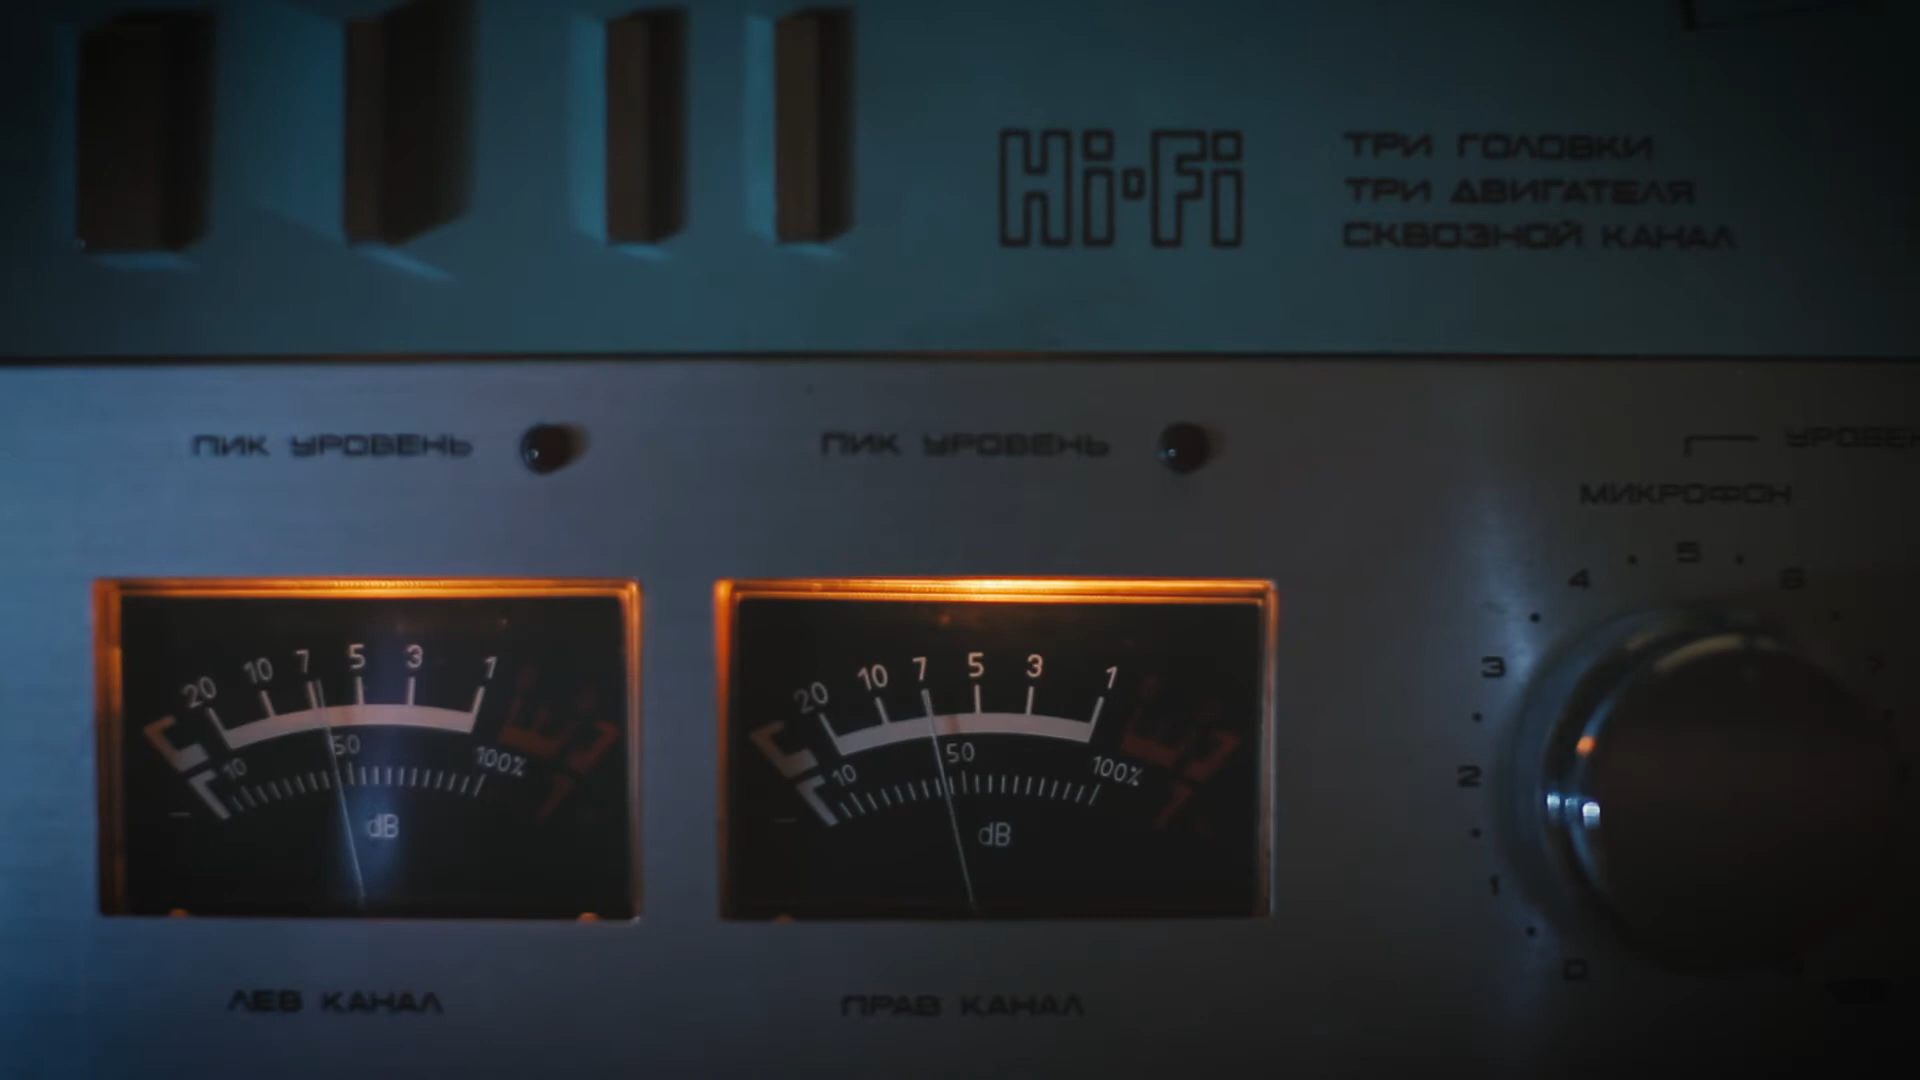 Hi-Fi
ТРИ ГОЛОВКИ
ТРИ ДВИГАТЕЛЯ
СКВОЗНОЙ КАНАЛ
ПИК УРОВЕНЬ
ПИК УРОВЕНЬ
МИКРОФОН
20 10 7 5 3 1
10 50 100%
dB
20 10 7 5 3 1
10 50 100%
dB
0 1 2 3 4 5 6 7
ЛЕВ КАНАЛ
ПРАВ КАНАЛ